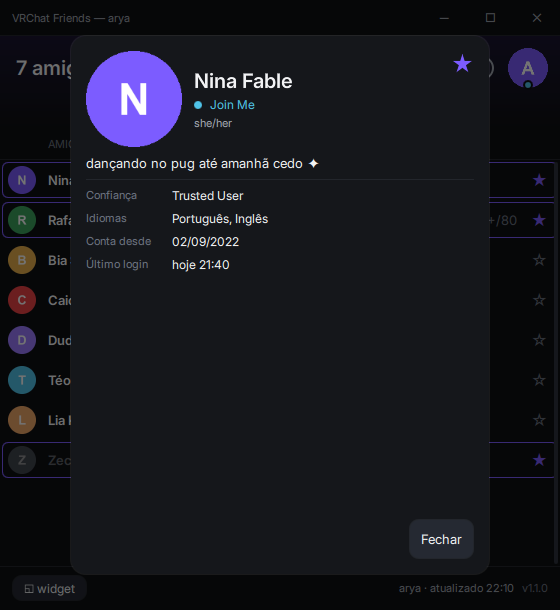 VRChat Friends — arya
7 amig
A
N
Nina Fable
Join Me
she/her
dançando no pug até amanhã cedo ✦
AMIG
Confiança Trusted User
Idiomas Português, Inglês
Conta desde 02/09/2022
Último login hoje 21:40
N Nina
R Rafa +/80
B Bia
C Caio
D Dud
T Téo
L Lia
Z Zec
Fechar
widget
arya · atualizado 22:10 v1.1.0